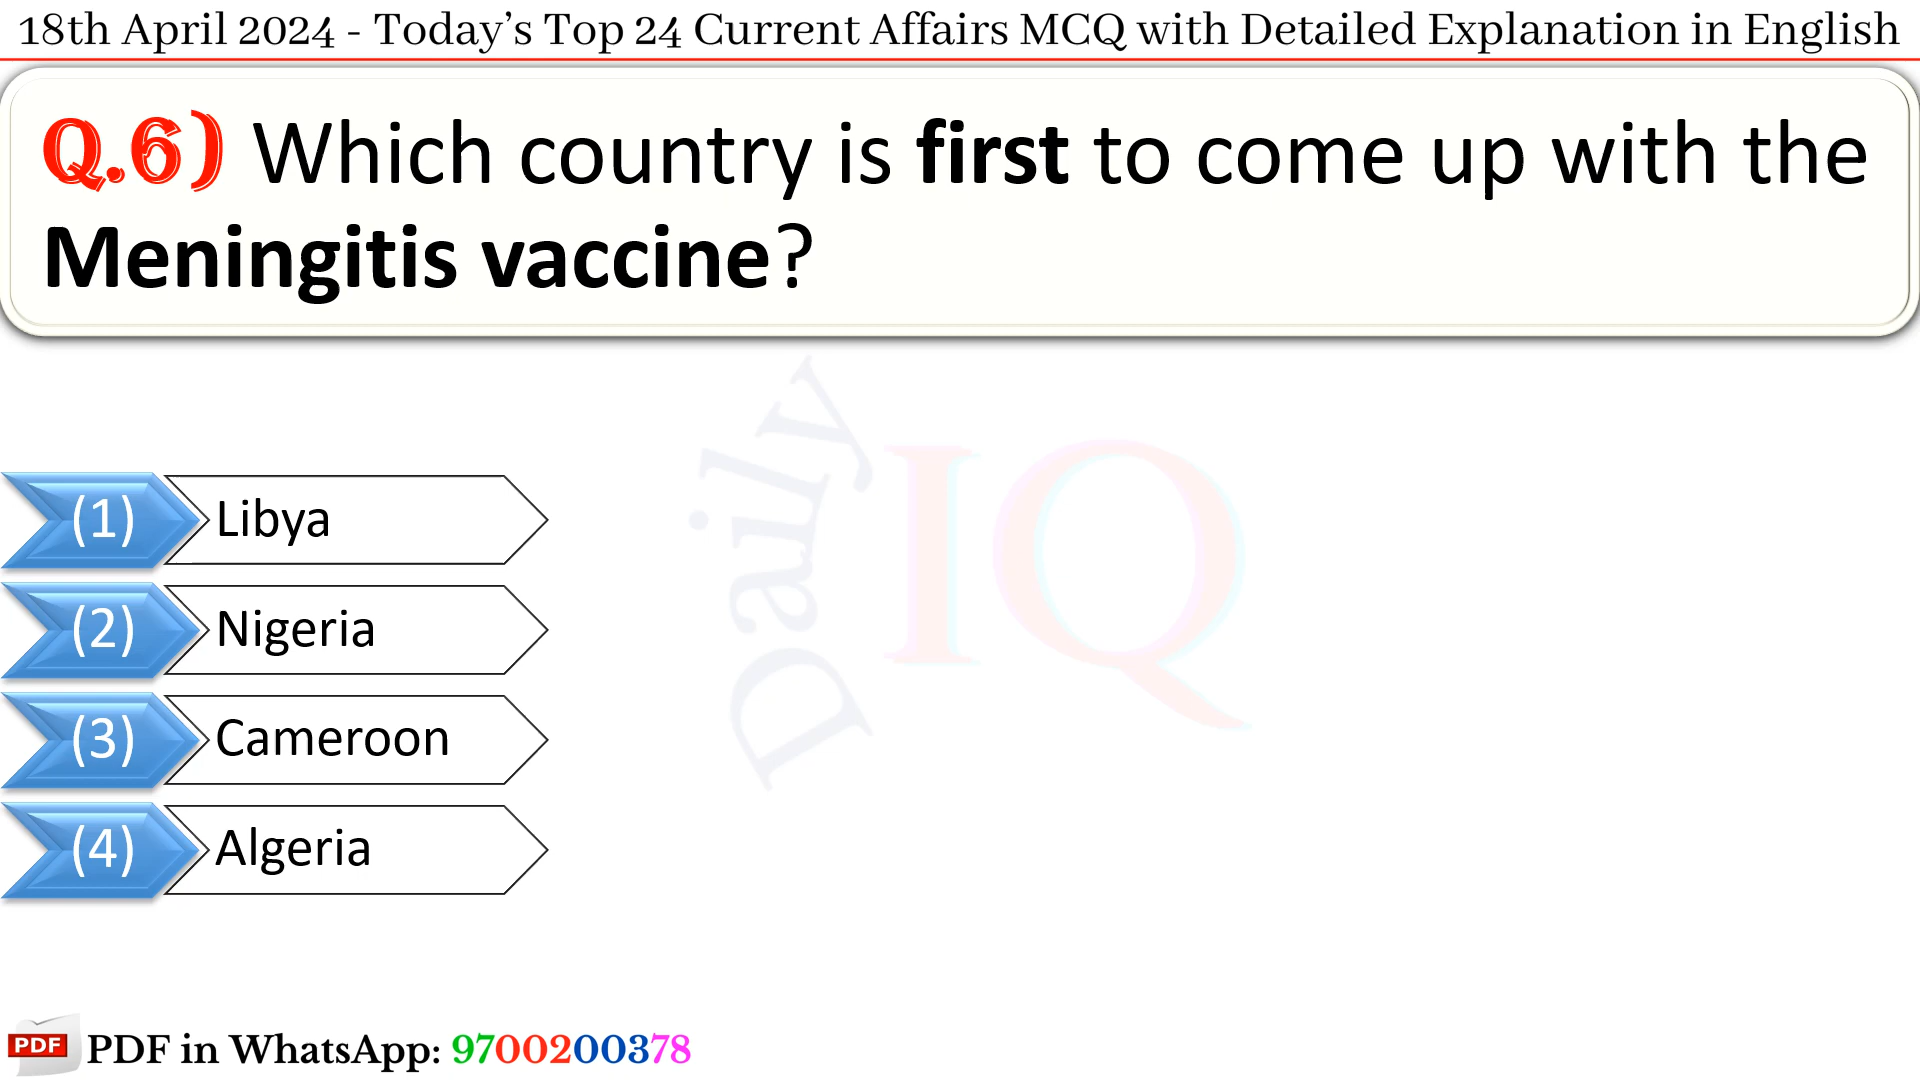 18th April 2024 - Today’s Top 24 Current Affairs MCQ with Detailed Explanation in English
Q.6) Which country is first to come up with the
Meningitis vaccine?
Daily IQ
(1) Libya
(2) Nigeria
(3) Cameroon
(4) Algeria
PDF PDF in WhatsApp: 9700200378